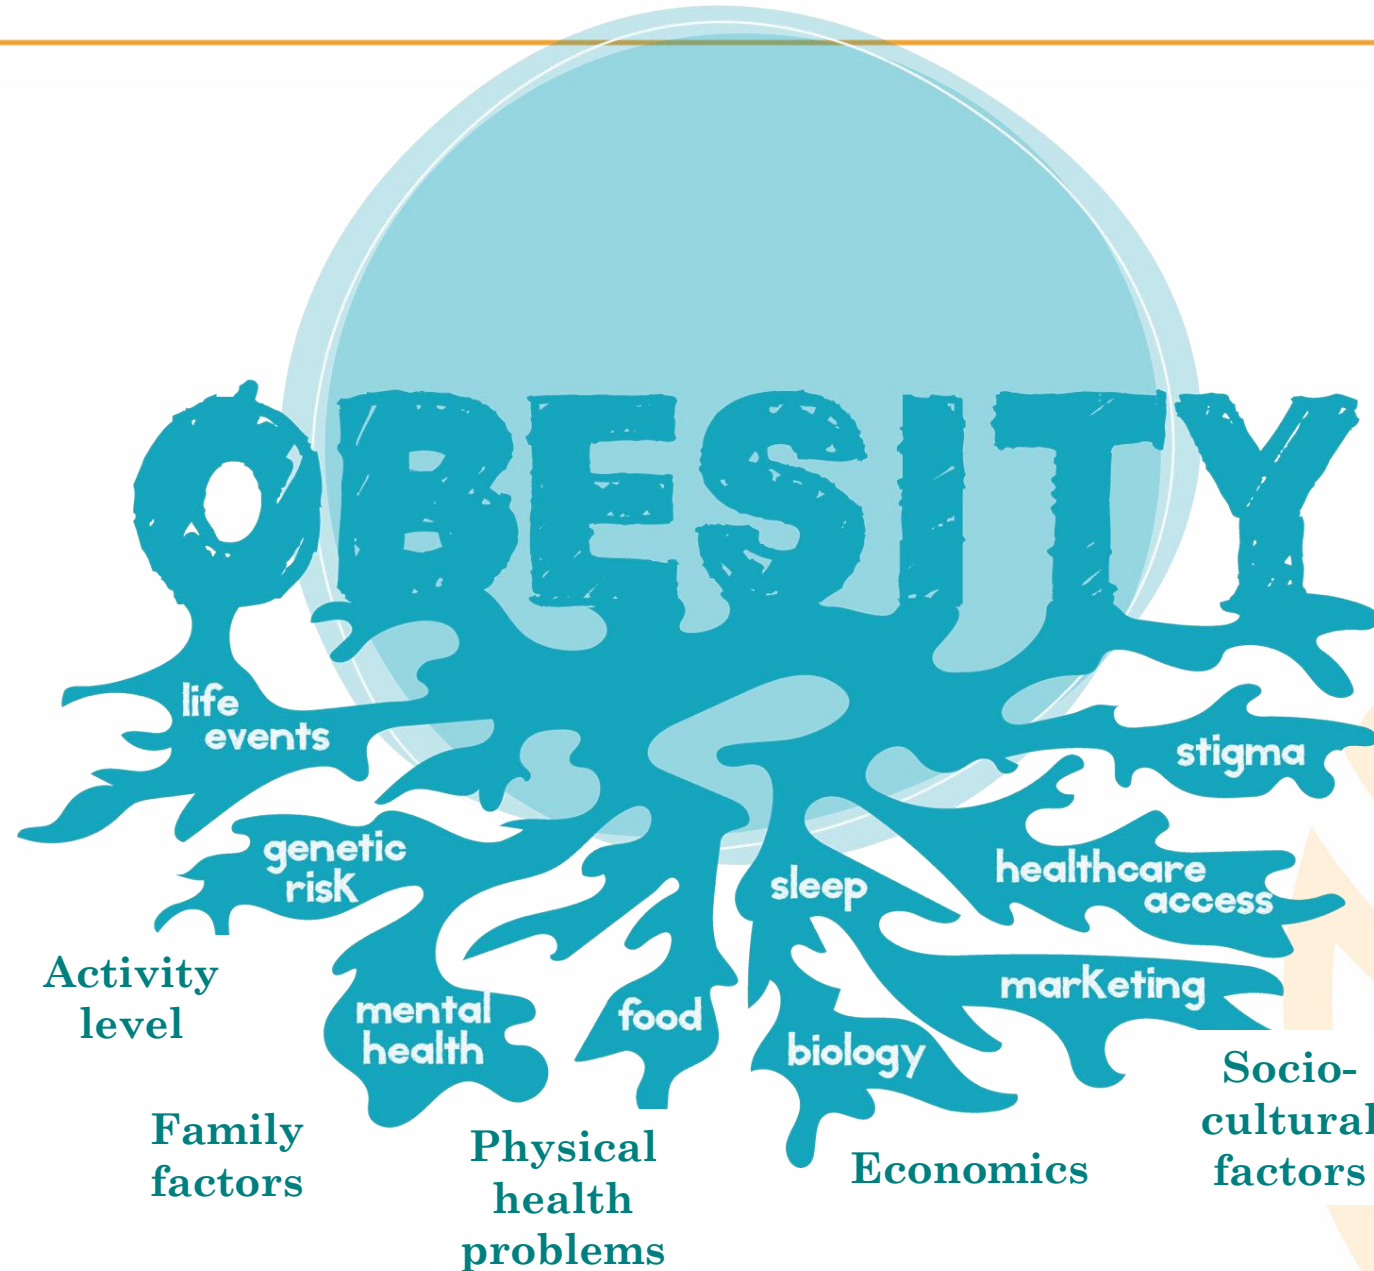 OBESITY
life
events
stigma
genetic
risk
sleep
healthcare
access
mental
health
food
biology
marketing
Activity
level
Family
factors
Physical
health
problems
Economics
Socio-
cultural
factors